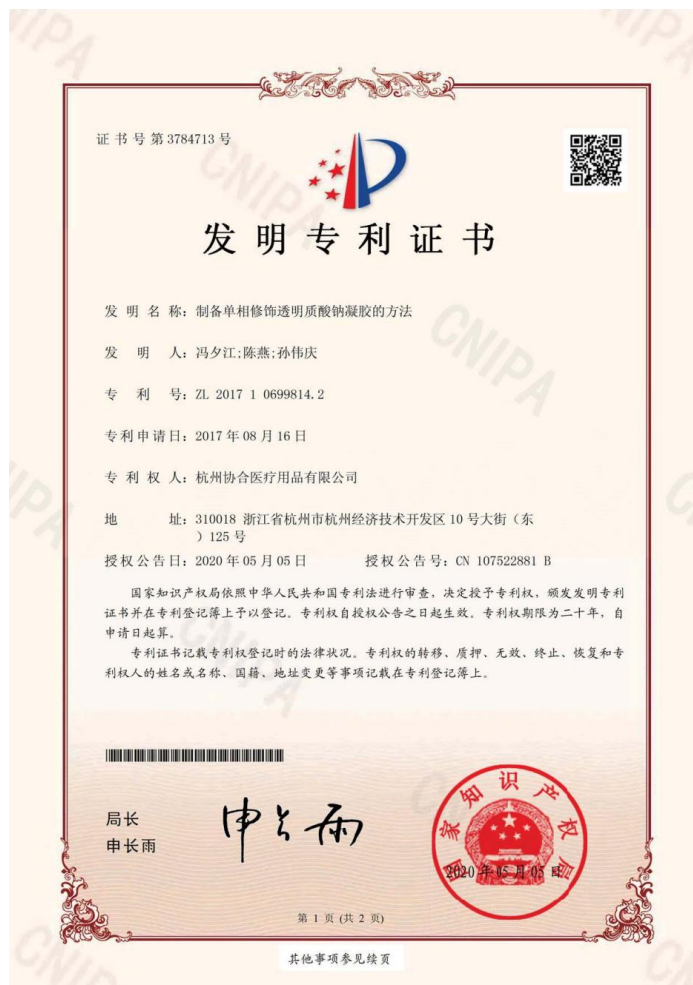 证书号第3784713号
发明专利证书
发明名称：制备单相修饰透明质酸钠凝胶的方法
发明人：冯夕江;陈燕;孙伟庆
专利号：ZL 2017 1 0699814.2
专利申请日：2017年08月16日
专利权人：杭州协合医疗用品有限公司
地址：310018 浙江省杭州市杭州经济技术开发区10号大街（东
）125号
授权公告日：2020年05月05日 授权公告号：CN 107522881 B
国家知识产权局依照中华人民共和国专利法进行审查，决定授予专利权，颁发发明专利
证书并在专利登记簿上予以登记。专利权自授权公告之日起生效。专利权期限为二十年，自
申请日起算。
专利证书记载专利权登记时的法律状况。专利权的转移、质押、无效、终止、恢复和专
利权人的姓名或名称、国籍、地址变更等事项记载在专利登记簿上。
局长
申长雨
申长雨
国家知识产权局
2020年05月05日
第 1 页 (共 2 页)
其他事项参见续页
CNIPA
CNIPA
CNIPA
CNIPA